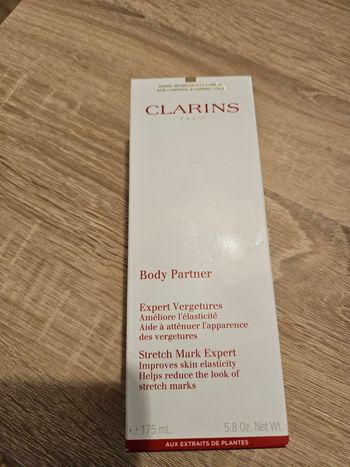 CLARINS
PARIS
Body Partner
Expert Vergetures
Améliore l'élasticité
Aide à atténuer l'apparence
des vergetures
Stretch Mark Expert
Improves skin elasticity
Helps reduce the look of
stretch marks
℮ 175 mL 5.8 Oz. Net Wt.
AUX EXTRAITS DE PLANTES